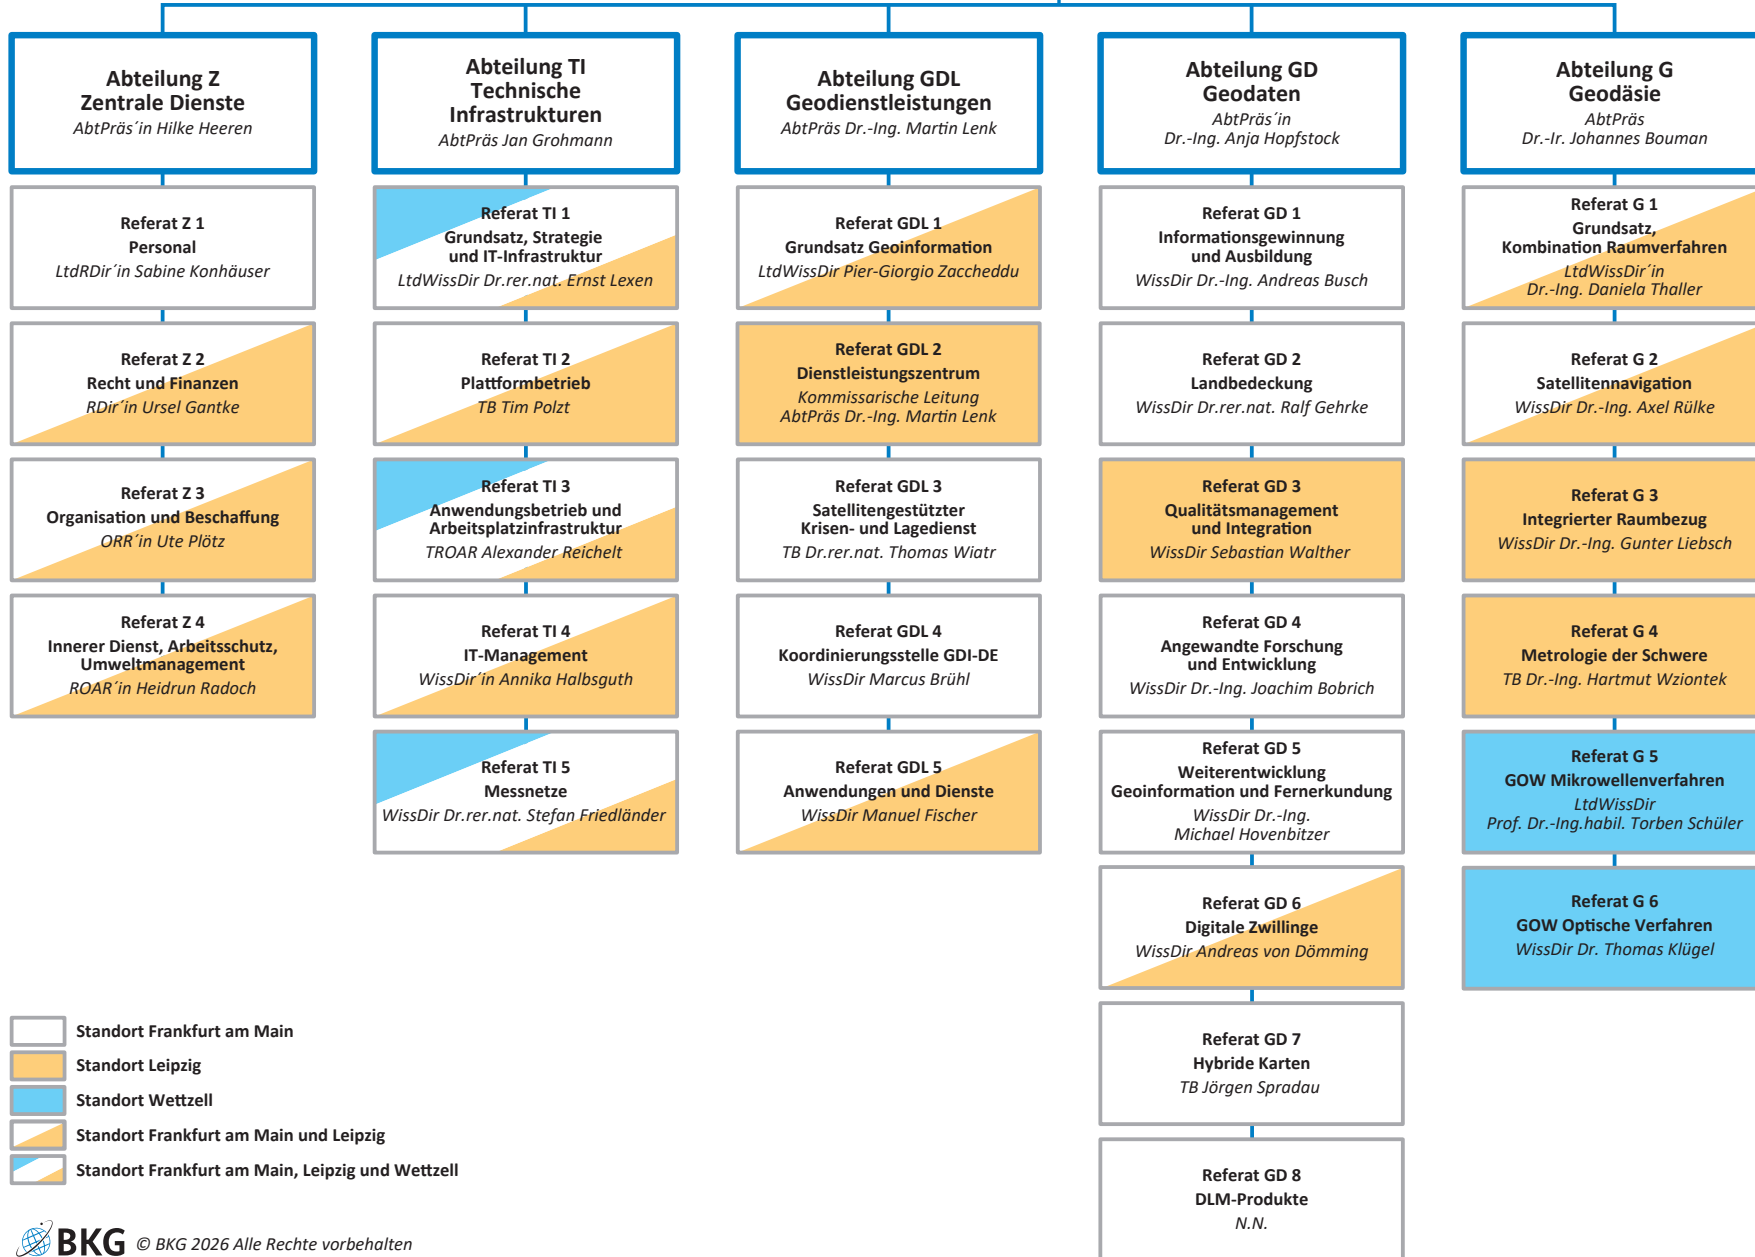 Abteilung Z
Zentrale Dienste
AbtPräs´in Hilke Heeren
Referat Z 1
Personal
LtdRDir´in Sabine Konhäuser
Referat Z 2
Recht und Finanzen
RDir´in Ursel Gantke
Referat Z 3
Organisation und Beschaffung
ORR´in Ute Plötz
Referat Z 4
Innerer Dienst, Arbeitsschutz,
Umweltmanagement
ROAR´in Heidrun Radoch
Abteilung TI
Technische
Infrastrukturen
AbtPräs Jan Grohmann
Referat TI 1
Grundsatz, Strategie
und IT-Infrastruktur
LtdWissDir Dr.rer.nat. Ernst Lexen
Referat TI 2
Plattformbetrieb
TB Tim Polzt
Referat TI 3
Anwendungsbetrieb und
Arbeitsplatzinfrastruktur
TROAR Alexander Reichelt
Referat TI 4
IT-Management
WissDir´in Annika Halbsguth
Referat TI 5
Messnetze
WissDir Dr.rer.nat. Stefan Friedländer
Abteilung GDL
Geodienstleistungen
AbtPräs Dr.-Ing. Martin Lenk
Referat GDL 1
Grundsatz Geoinformation
LtdWissDir Pier-Giorgio Zaccheddu
Referat GDL 2
Dienstleistungszentrum
Kommissarische Leitung
AbtPräs Dr.-Ing. Martin Lenk
Referat GDL 3
Satellitengestützter
Krisen- und Lagedienst
TB Dr.rer.nat. Thomas Wiatr
Referat GDL 4
Koordinierungsstelle GDI-DE
WissDir Marcus Brühl
Referat GDL 5
Anwendungen und Dienste
WissDir Manuel Fischer
Abteilung GD
Geodaten
AbtPräs´in
Dr.-Ing. Anja Hopfstock
Referat GD 1
Informationsgewinnung
und Ausbildung
WissDir Dr.-Ing. Andreas Busch
Referat GD 2
Landbedeckung
WissDir Dr.rer.nat. Ralf Gehrke
Referat GD 3
Qualitätsmanagement
und Integration
WissDir Sebastian Walther
Referat GD 4
Angewandte Forschung
und Entwicklung
WissDir Dr.-Ing. Joachim Bobrich
Referat GD 5
Weiterentwicklung
Geoinformation und Fernerkundung
WissDir Dr.-Ing.
Michael Hovenbitzer
Referat GD 6
Digitale Zwillinge
WissDir Andreas von Dömming
Referat GD 7
Hybride Karten
TB Jörgen Spradau
Referat GD 8
DLM-Produkte
N.N.
Abteilung G
Geodäsie
AbtPräs
Dr.-Ir. Johannes Bouman
Referat G 1
Grundsatz,
Kombination Raumverfahren
LtdWissDir´in
Dr.-Ing. Daniela Thaller
Referat G 2
Satellitennavigation
WissDir Dr.-Ing. Axel Rülke
Referat G 3
Integrierter Raumbezug
WissDir Dr.-Ing. Gunter Liebsch
Referat G 4
Metrologie der Schwere
TB Dr.-Ing. Hartmut Wziontek
Referat G 5
GOW Mikrowellenverfahren
LtdWissDir
Prof. Dr.-Ing.habil. Torben Schüler
Referat G 6
GOW Optische Verfahren
WissDir Dr. Thomas Klügel
Standort Frankfurt am Main
Standort Leipzig
Standort Wettzell
Standort Frankfurt am Main und Leipzig
Standort Frankfurt am Main, Leipzig und Wettzell
BKG © BKG 2026 Alle Rechte vorbehalten